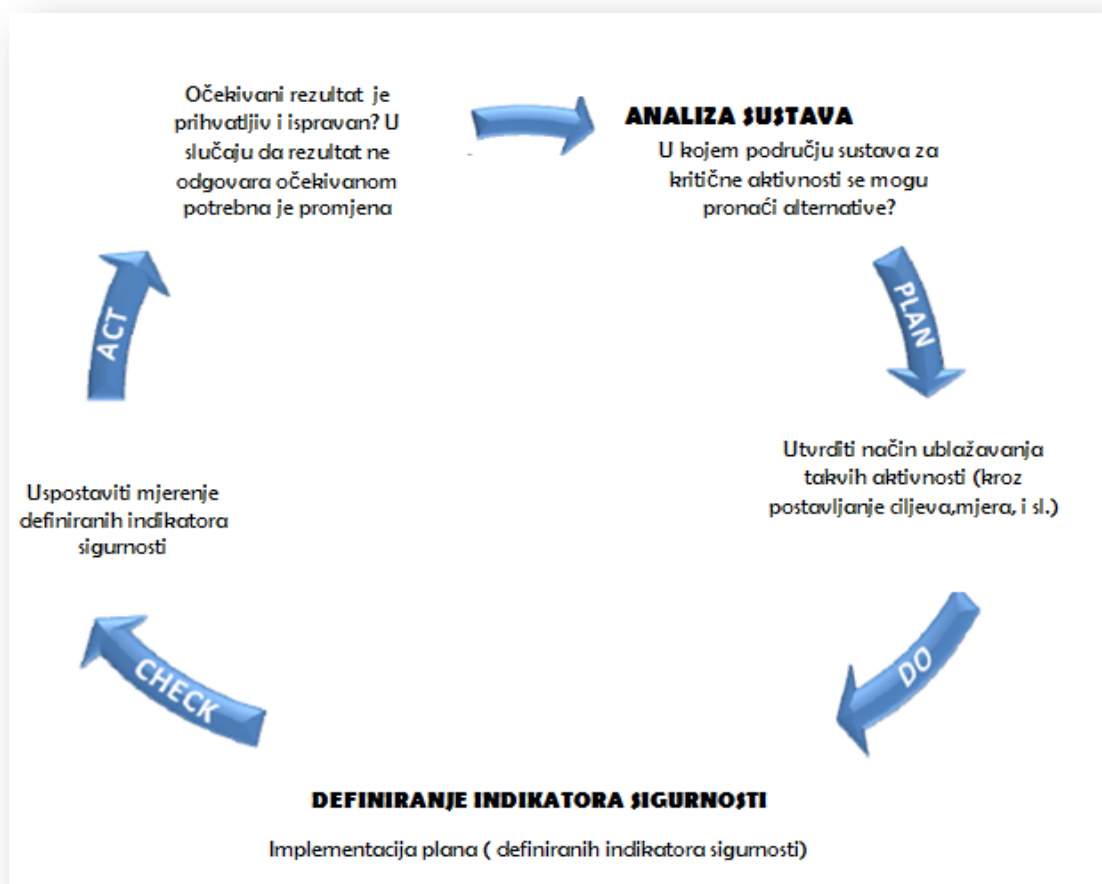 Očekivani rezultat je
prihvatljiv i ispravan? U
slučaju da rezultat ne
odgovara očekivanom
potrebna je promjena
ANALIZA SUSTAVA
U kojem području sustava za
kritične aktivnosti se mogu
pronaći alternative?
PLAN
Utvrditi način ublažavanja
takvih aktivnosti (kroz
postavljanje ciljeva,mjera, i sl.)
DO
DEFINIRANJE INDIKATORA SIGURNOSTI
Implementacija plana ( definiranih indikatora sigurnosti)
CHECK
Uspostaviti mjerenje
definiranih indikatora
sigurnosti
ACT